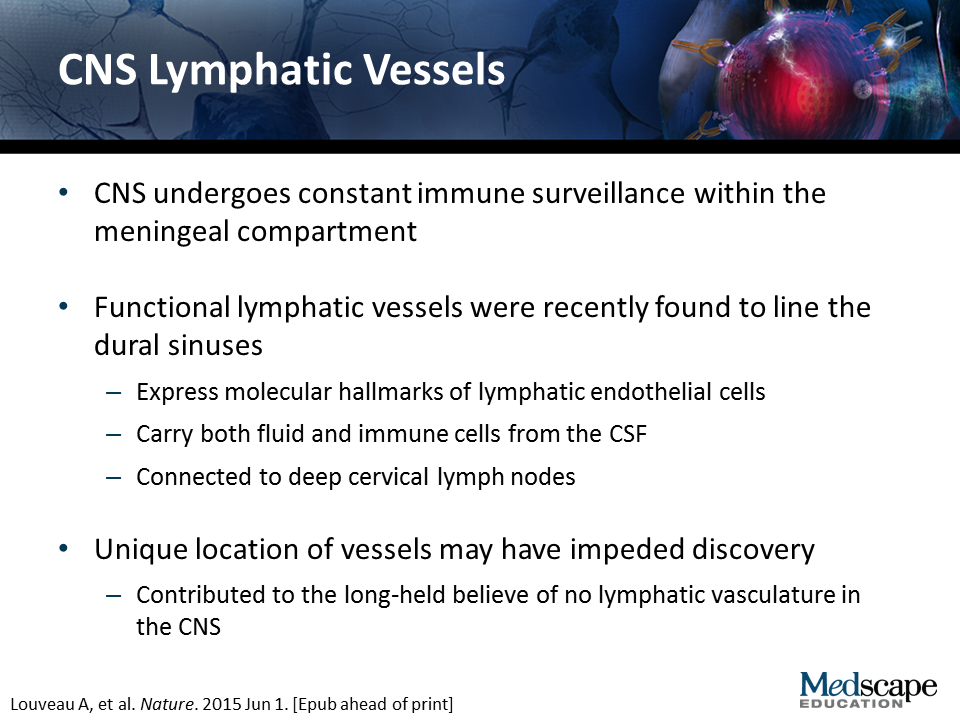 CNS Lymphatic Vessels
• CNS undergoes constant immune surveillance within the
meningeal compartment
• Functional lymphatic vessels were recently found to line the
dural sinuses
– Express molecular hallmarks of lymphatic endothelial cells
– Carry both fluid and immune cells from the CSF
– Connected to deep cervical lymph nodes
• Unique location of vessels may have impeded discovery
– Contributed to the long-held believe of no lymphatic vasculature in
the CNS
Louveau A, et al. Nature. 2015 Jun 1. [Epub ahead of print]
Medscape
EDUCATION